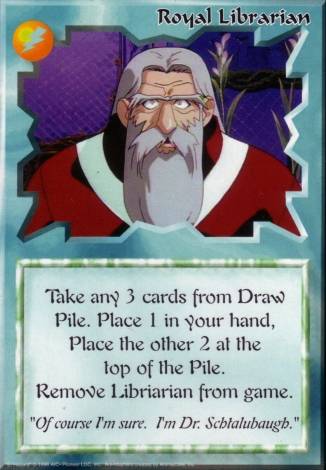 Royal Librarian
Take any 3 cards from Draw
Pile. Place 1 in your hand,
Place the other 2 at the
top of the Pile.
Remove Libriarian from game.
"Of course I'm sure. I'm Dr. Schtalubaugh."